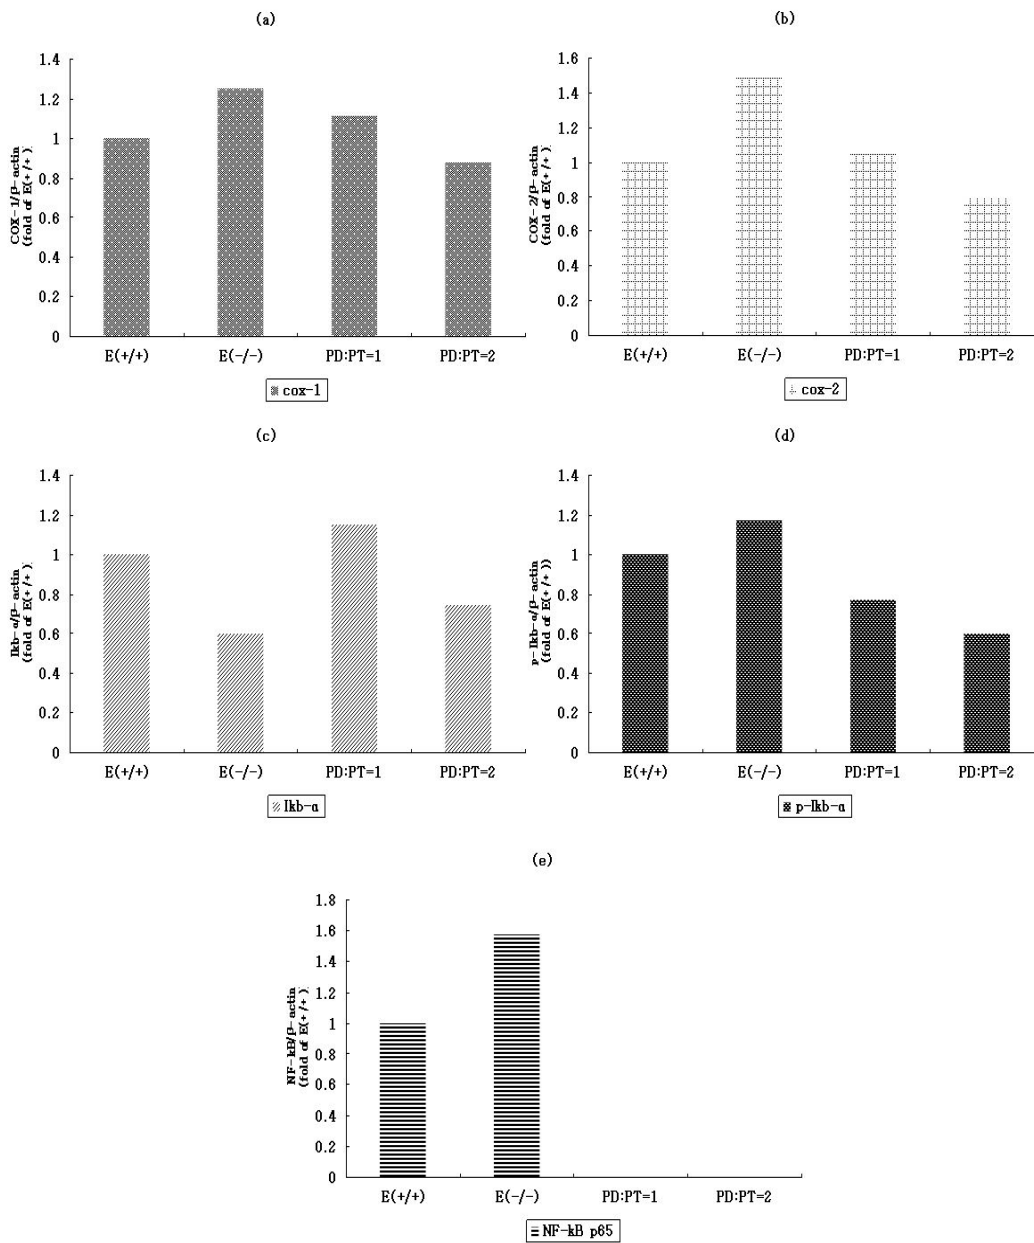 (a)
1.4
1.2
1
0.8
0.6
0.4
0.2
0
COX-1/β-actin
(fold of E(+/+)
E(+/+) E(-/-) PD:PT=1 PD:PT=2
cox-1
(b)
1.6
1.4
1.2
1
0.8
0.6
0.4
0.2
0
COX-2/β-actin
(fold of E(+/+)
E(+/+) E(-/-) PD:PT=1 PD:PT=2
cox-2
(c)
1.4
1.2
1
0.8
0.6
0.4
0.2
0
Ikb-α/β-actin
(fold of E(+/+)
E(+/+) E(-/-) PD:PT=1 PD:PT=2
Ikb-α
(d)
1.4
1.2
1
0.8
0.6
0.4
0.2
0
p-Ikb-α/β-actin
(fold of E(+/+))
E(+/+) E(-/-) PD:PT=1 PD:PT=2
p-Ikb-α
(e)
1.8
1.6
1.4
1.2
1
0.8
0.6
0.4
0.2
0
NF-kB/β-actin
(fold of E(+/+)
E(+/+) E(-/-) PD:PT=1 PD:PT=2
NF-kB p65